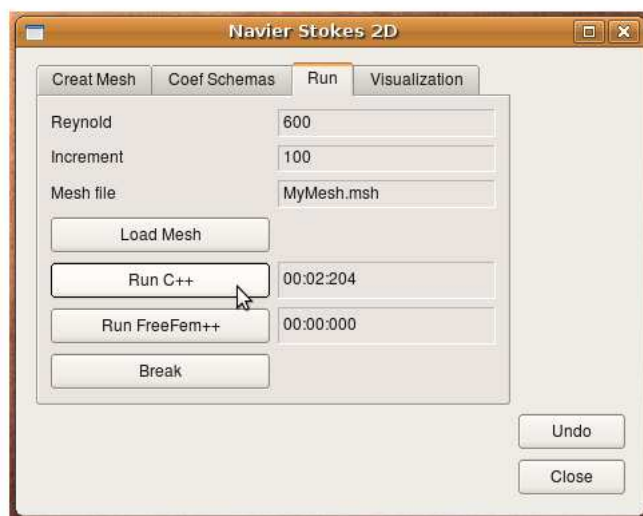 Navier Stokes 2D
Creat Mesh
Coef Schemas
Run
Visualization
Reynold
600
Increment
100
Mesh file
MyMesh.msh
Load Mesh
Run C++
00:02:204
Run FreeFem++
00:00:000
Break
Undo
Close